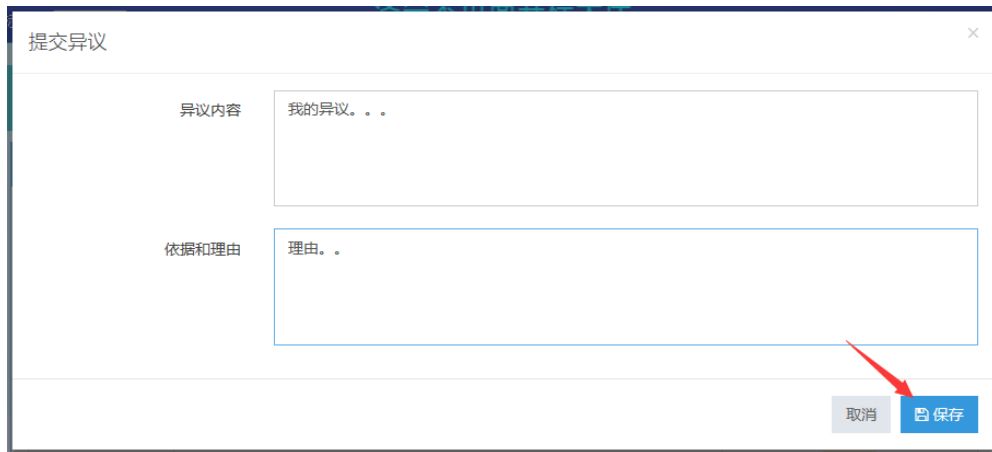 提交异议
×
异议内容
我的异议。。。
依据和理由
理由。。
取消
保存